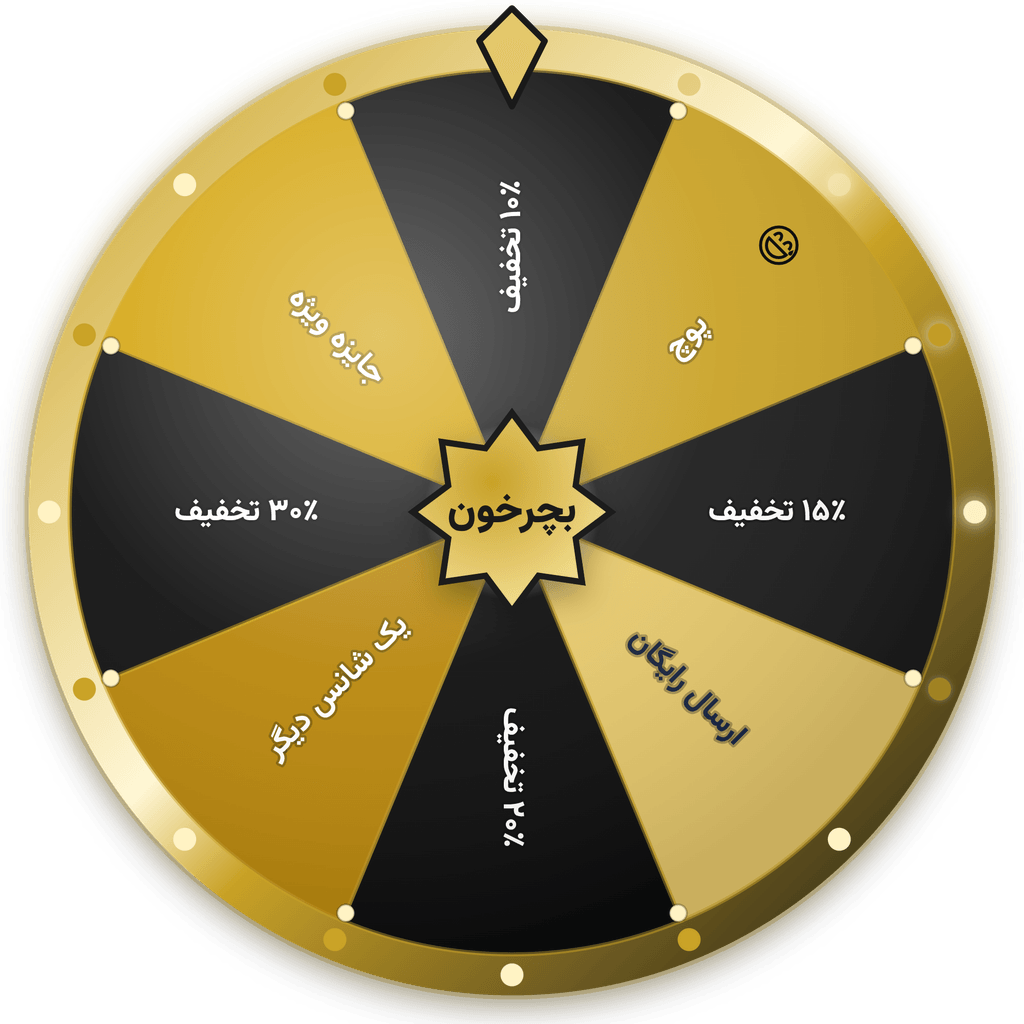 ۱۰٪ تخفیف
پوچ
۱۵٪ تخفیف
ارسال رایگان
۲۰٪ تخفیف
یک شانس دیگر
۳۰٪ تخفیف
جایزه ویژه
بچرخون